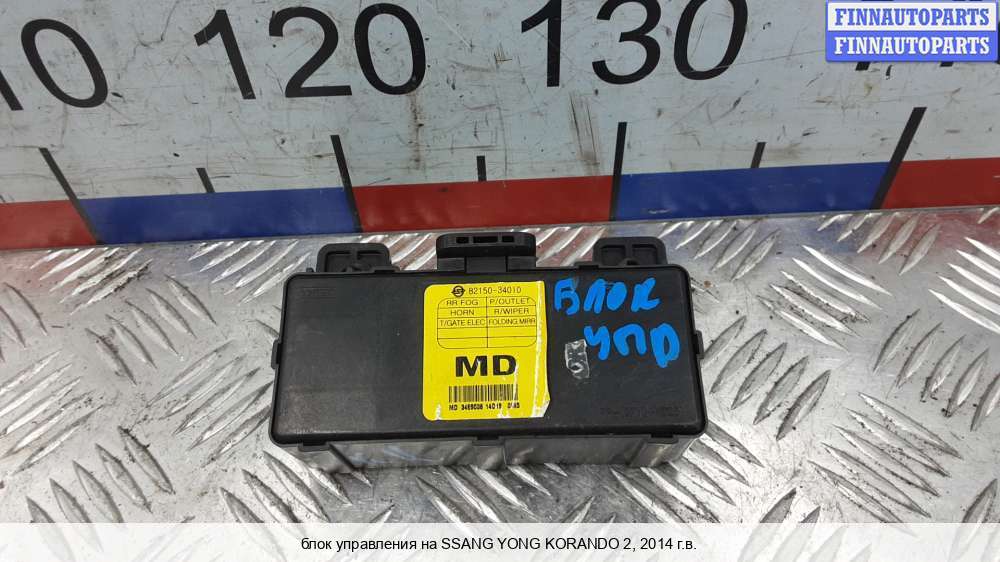 120
130
FINNAUTOPARTS
FINNAUTOPARTS
82150-34010
RR FOG P/OUTLET
HORN R/WIPER
T/GATE ELEC FOLDING MIRR
MD
БЛОК
УПР
блок управления на SSANG YONG KORANDO 2, 2014 г.в.